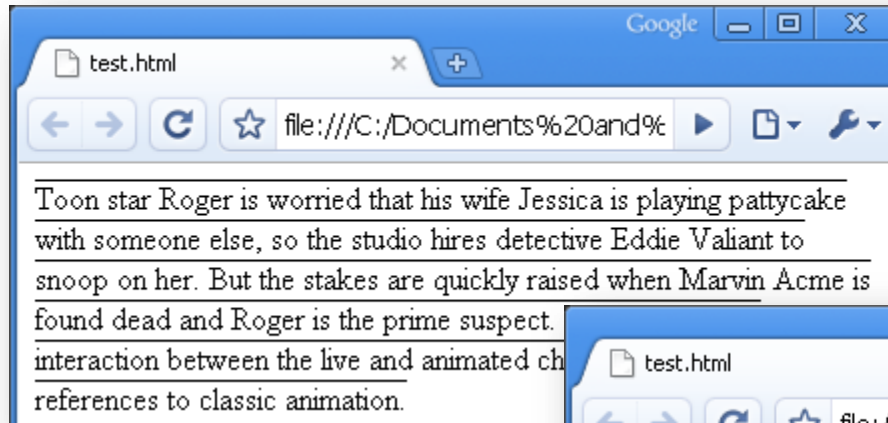 Google
test.html
file:///C:/Documents%20and%
Toon star Roger is worried that his wife Jessica is playing pattycake
with someone else, so the studio hires detective Eddie Valiant to
snoop on her. But the stakes are quickly raised when Marvin Acme is
found dead and Roger is the prime suspect.
interaction between the live and animated ch
references to classic animation.
test.html
file:/